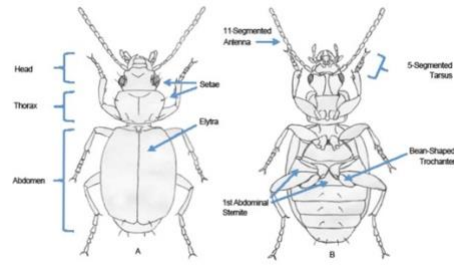 11-Segmented
Antenna
Head
5-Segmented
Tarsus
Setae
Thorax
Elytra
Bean-Shaped
Trochanter
Abdomen
1st Abdominal
Sternite
A
B